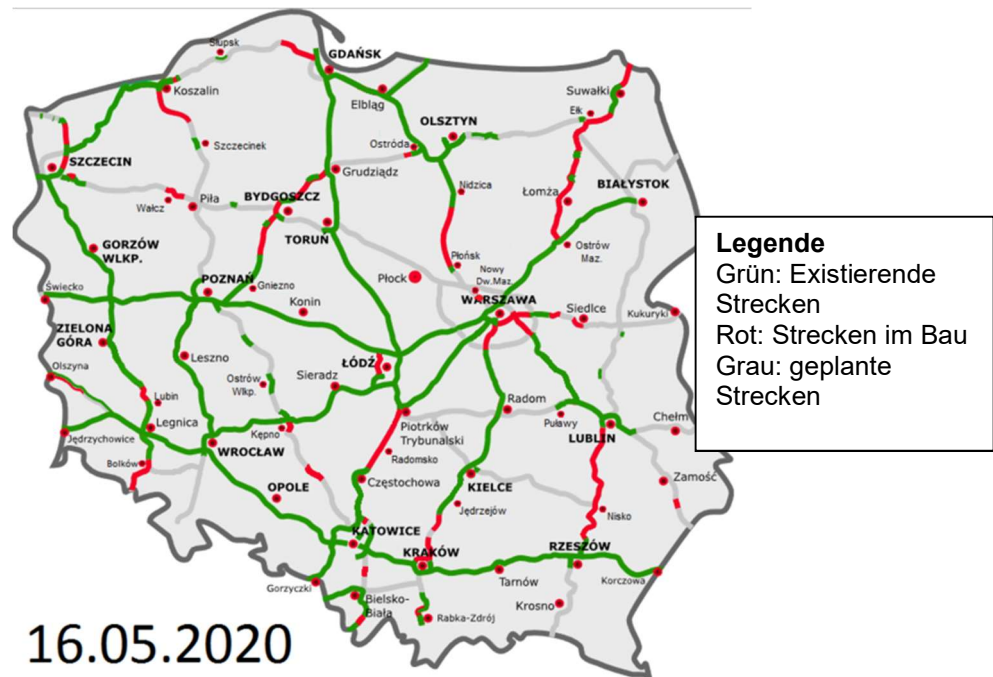 Słupsk
GDAŃSK
Koszalin
Elbląg
Suwałki
Ełk
OLSZTYN
Ostróda
Szczecinek
SZCZECIN
Grudziądz
Nidzica
Łomża
BIAŁYSTOK
Wałcz
Piła
BYDGOSZCZ
TORUŃ
GORZÓW
WLKP.
Ostrów
Maz.
Płońsk
Nowy
Dw.Maz.
Płock
POZNAŃ
Gniezno
Konin
WARSZAWA
Siedlce
Kukuryki
Świecko
ZIELONA
GÓRA
Leszno
ŁÓDŹ
Sieradz
Olszyna
Ostrów
Wlkp.
Lubin
Legnica
Kępno
Radom
Puławy
LUBLIN
Chełm
Piotrków
Trybunalski
Jędrzychowice
WROCŁAW
Radomsko
Bolków
Częstochowa
KIELCE
Zamość
OPOLE
Jędrzejów
Nisko
KATOWICE
KRAKÓW
RZESZÓW
Gorzyczki
Tarnów
Korczowa
Bielsko-
Biała
Rabka-Zdrój
Krosno
16.05.2020
Legende
Grün: Existierende
Strecken
Rot: Strecken im Bau
Grau: geplante
Strecken